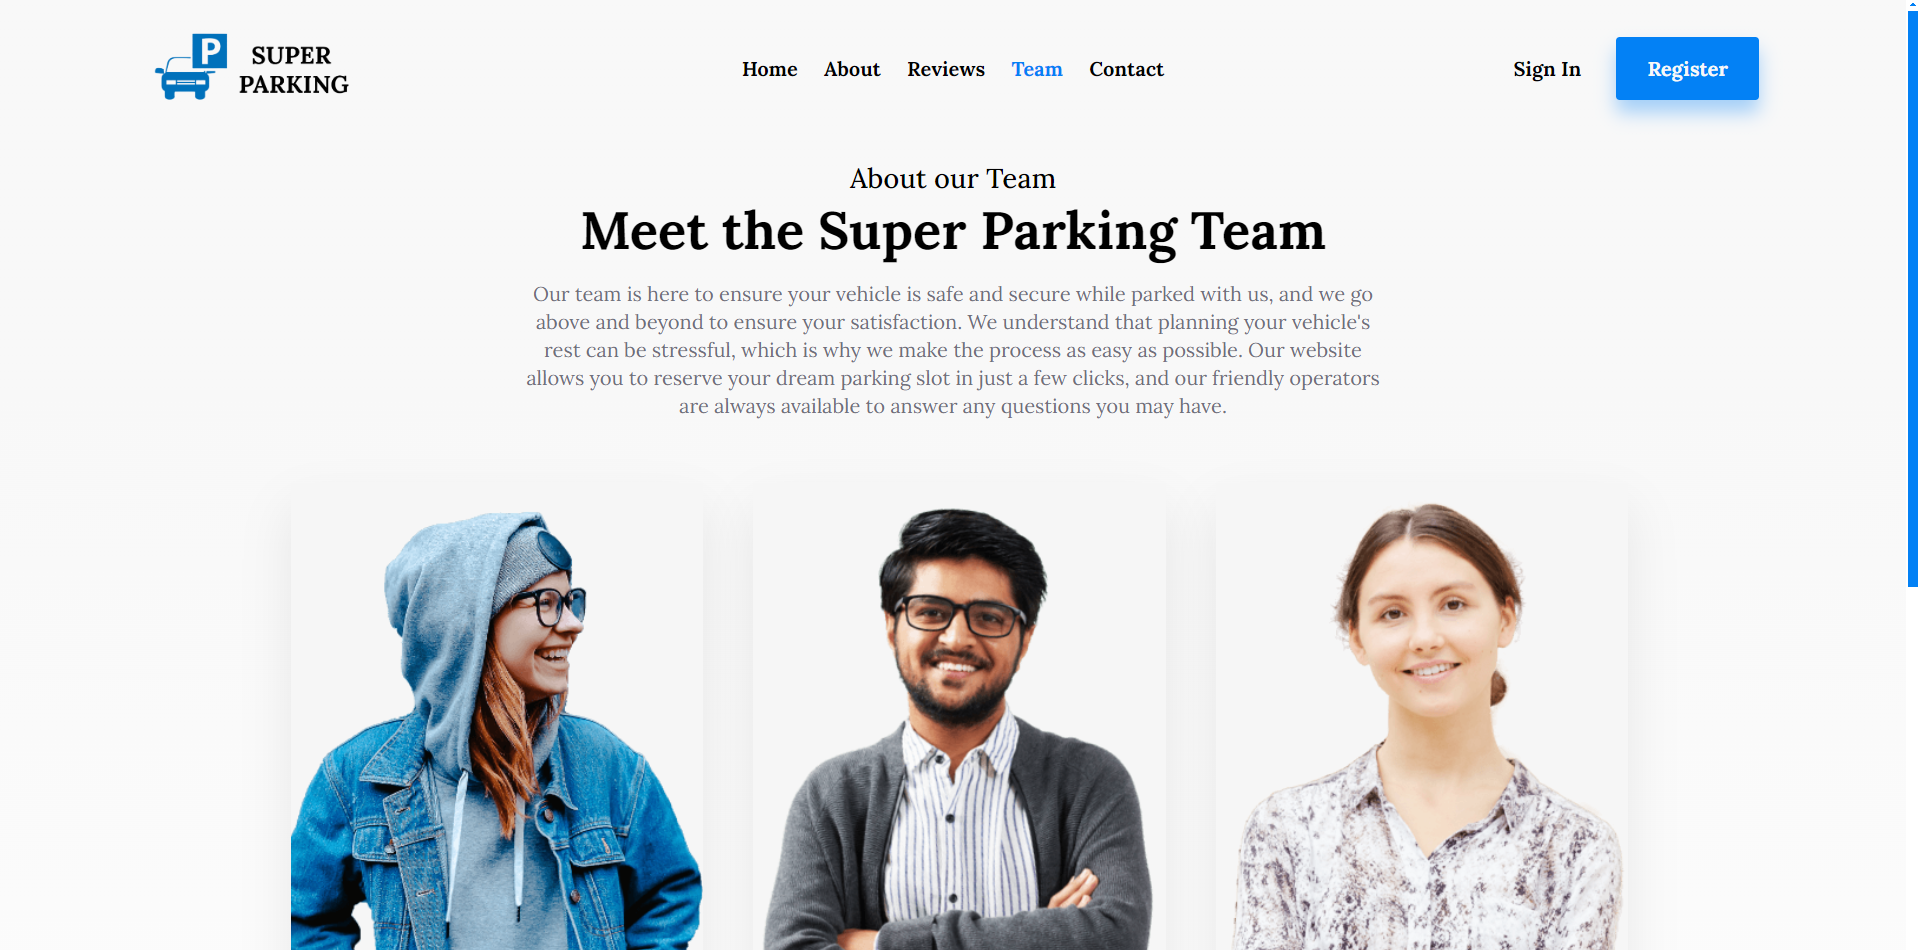 P
SUPER
PARKING
Home About Reviews Team Contact
Sign In
Register
About our Team
Meet the Super Parking Team
Our team is here to ensure your vehicle is safe and secure while parked with us, and we go
above and beyond to ensure your satisfaction. We understand that planning your vehicle's
rest can be stressful, which is why we make the process as easy as possible. Our website
allows you to reserve your dream parking slot in just a few clicks, and our friendly operators
are always available to answer any questions you may have.